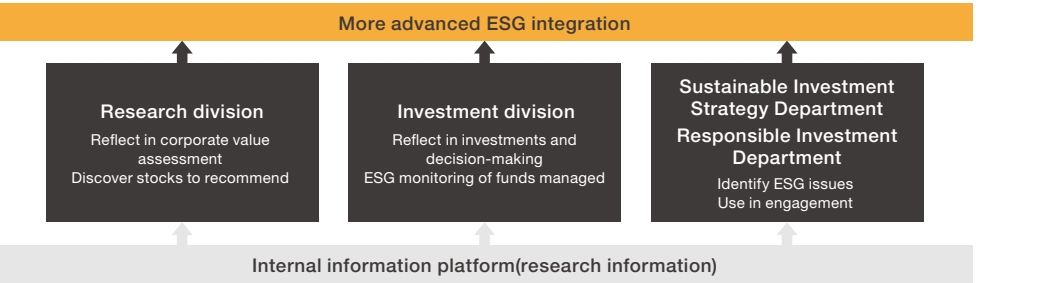 More advanced ESG integration
Research division
Reflect in corporate value
assessment
Discover stocks to recommend
Investment division
Reflect in investments and
decision-making
ESG monitoring of funds managed
Sustainable Investment
Strategy Department
Responsible Investment
Department
Identify ESG issues
Use in engagement
Internal information platform(research information)